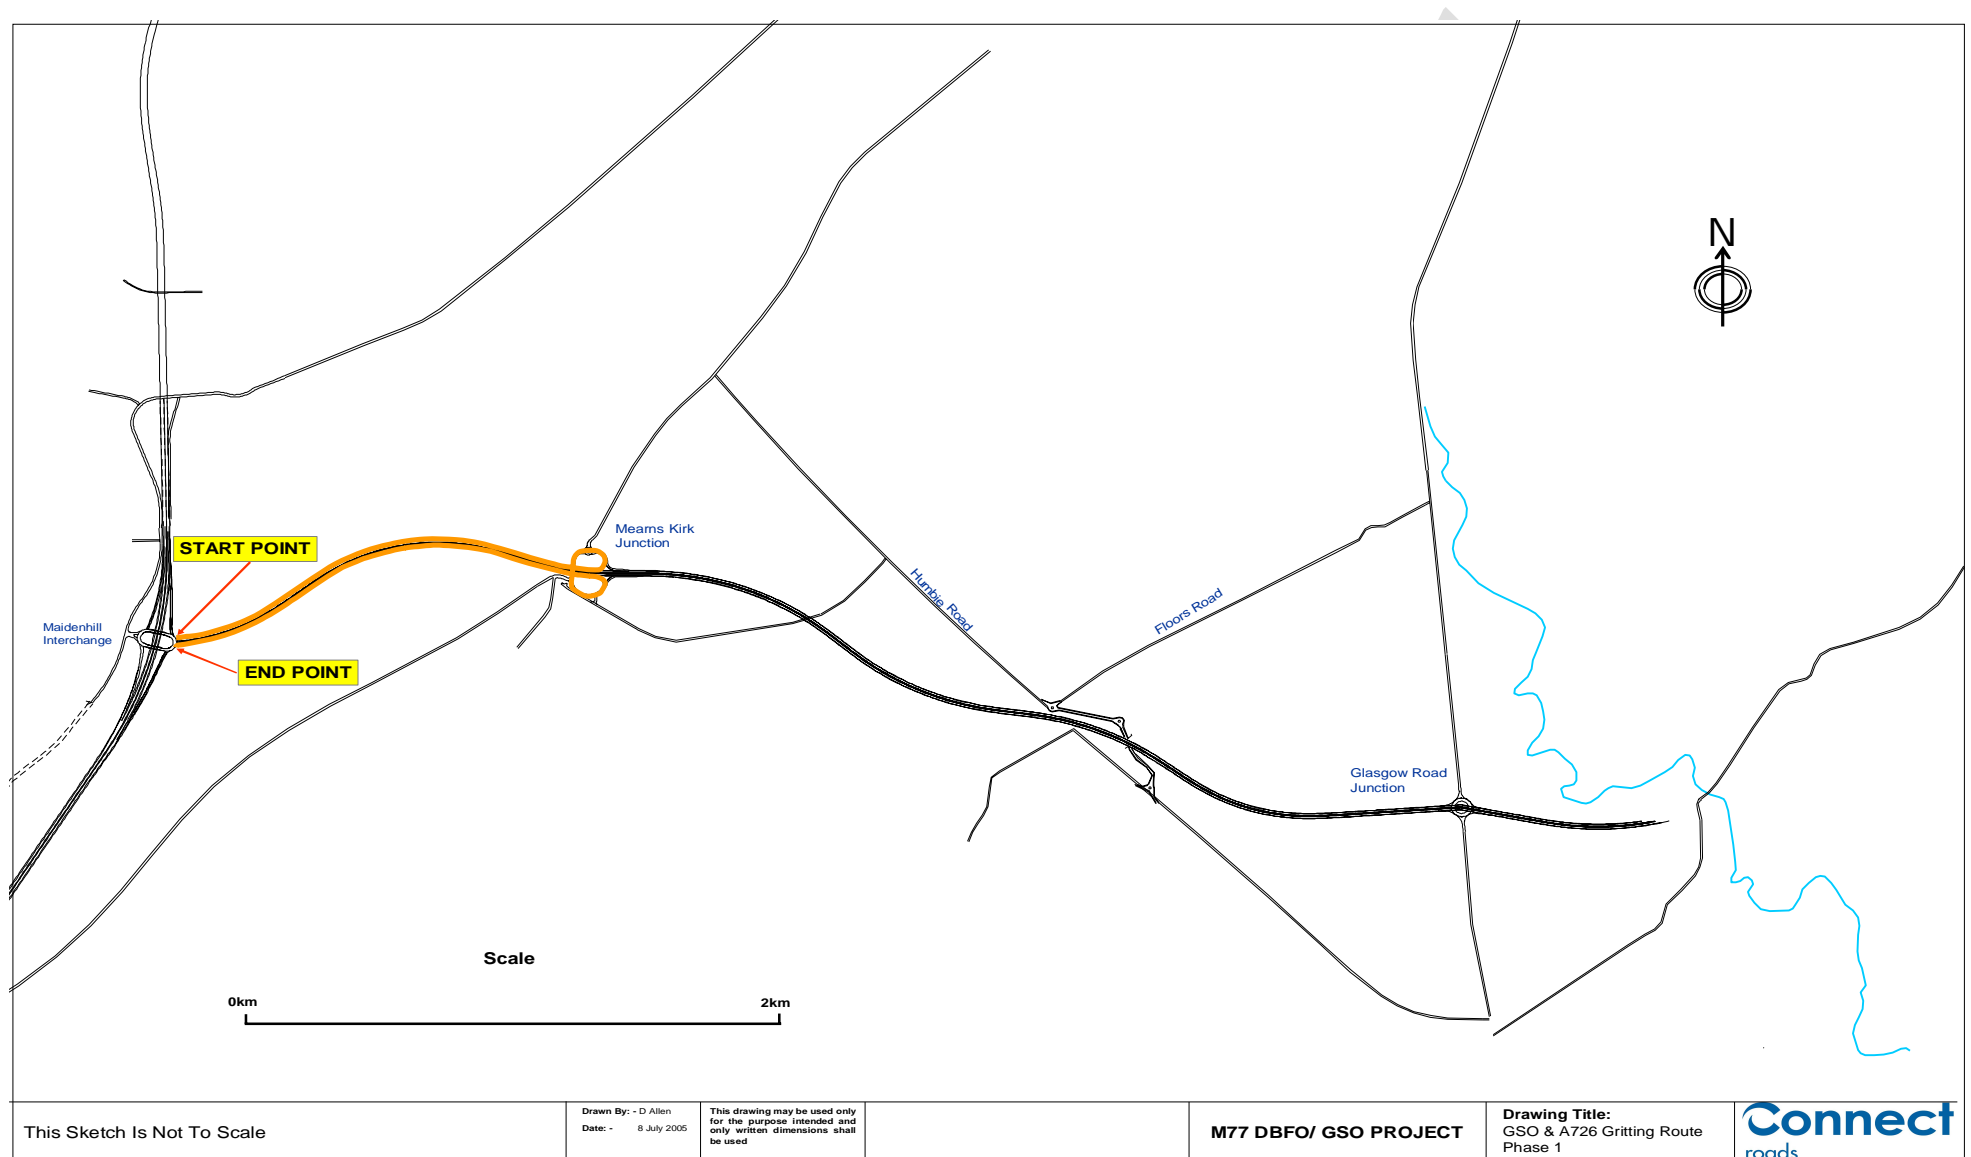 N
Mearns Kirk
Junction
START POINT
Humbie Road
Floors Road
Maidenhill
Interchange
END POINT
Glasgow Road
Junction
Scale
0km
2km
This Sketch Is Not To Scale
Drawn By: - D Allen
Date: - 8 July 2005
This drawing may be used only
for the purpose intended and
only written dimensions shall
be used
M77 DBFO/ GSO PROJECT
Drawing Title:
GSO & A726 Gritting Route
Phase 1
Connect
roads